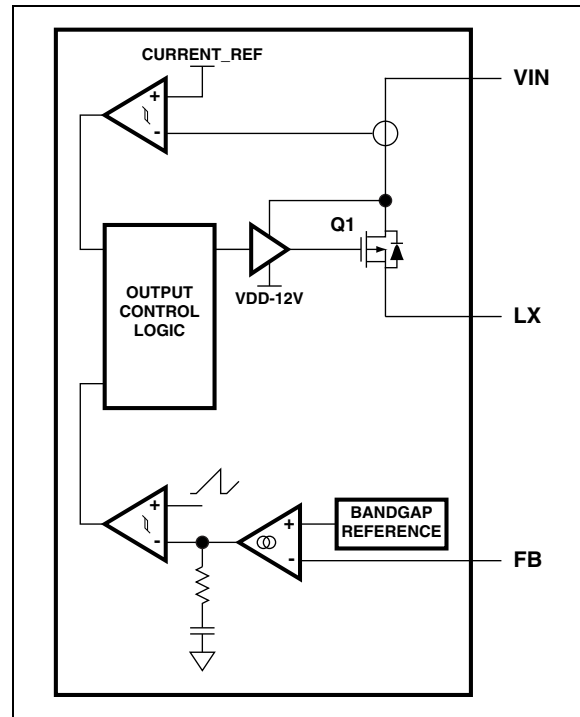 CURRENT_REF
+
-
VIN
Q1
OUTPUT
CONTROL
LOGIC
VDD-12V
LX
+
-
+
-
BANDGAP
REFERENCE
FB